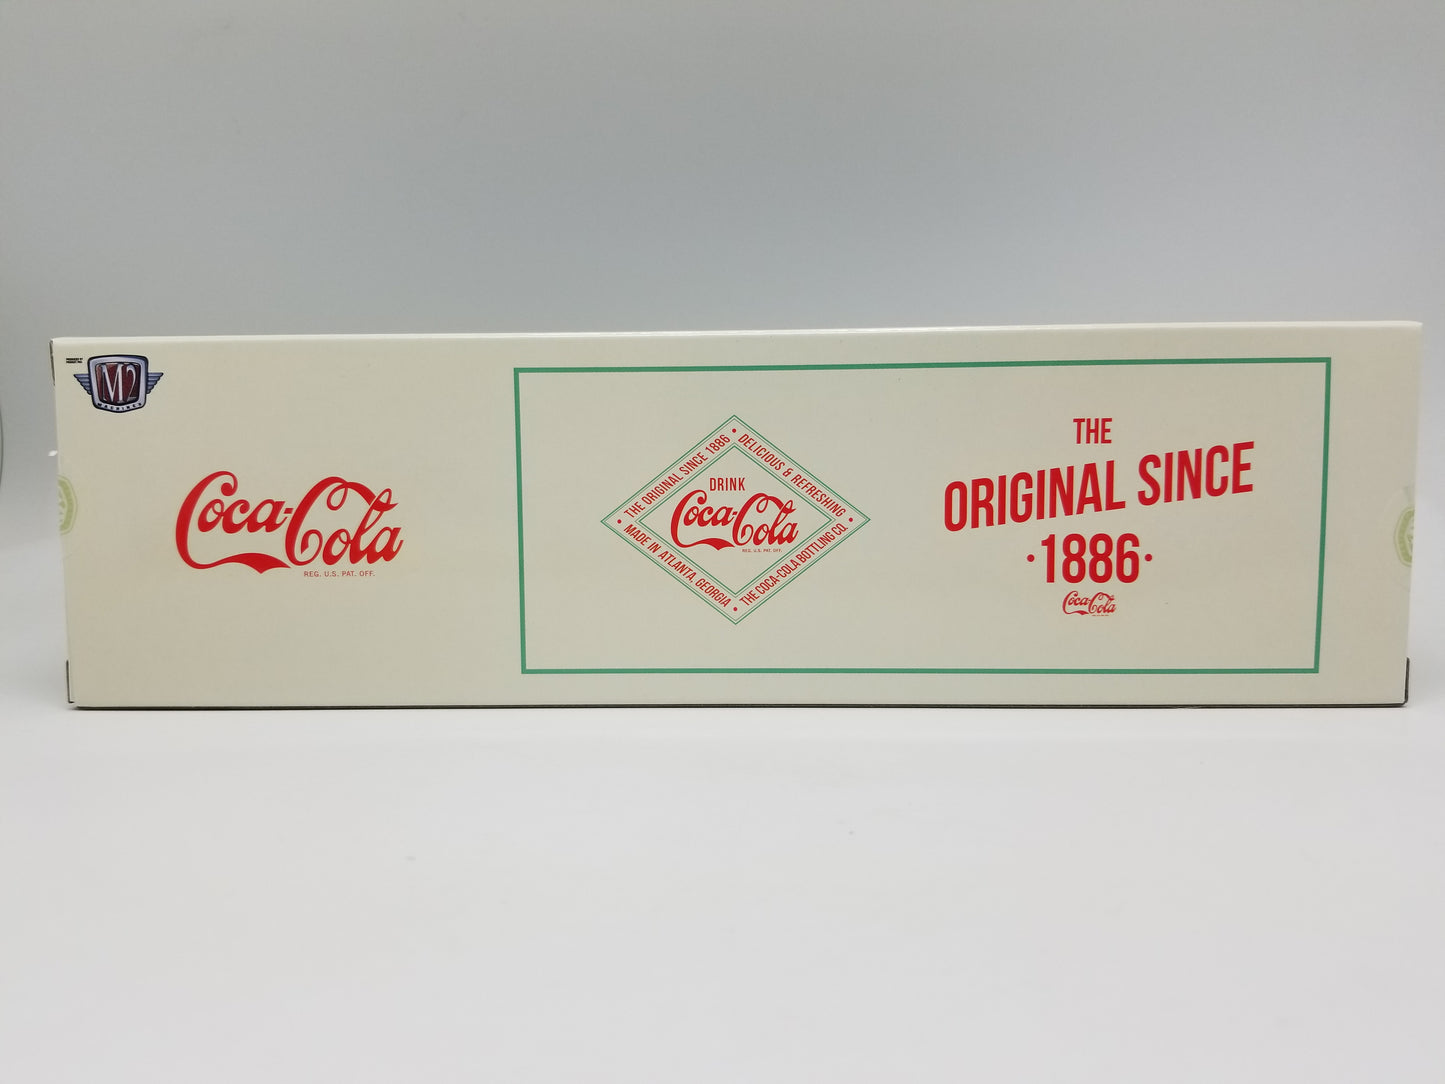 M2
MACHINES
Coca-Cola
REG. U.S. PAT. OFF.
THE ORIGINAL SINCE 1886 • DELICIOUS & REFRESHING •
MADE IN ATLANTA, GEORGIA • THE COCA-COLA BOTTLING CO. •
DRINK
Coca-Cola
REG. U.S. PAT. OFF.
THE
ORIGINAL SINCE
•1886•
Coca-Cola